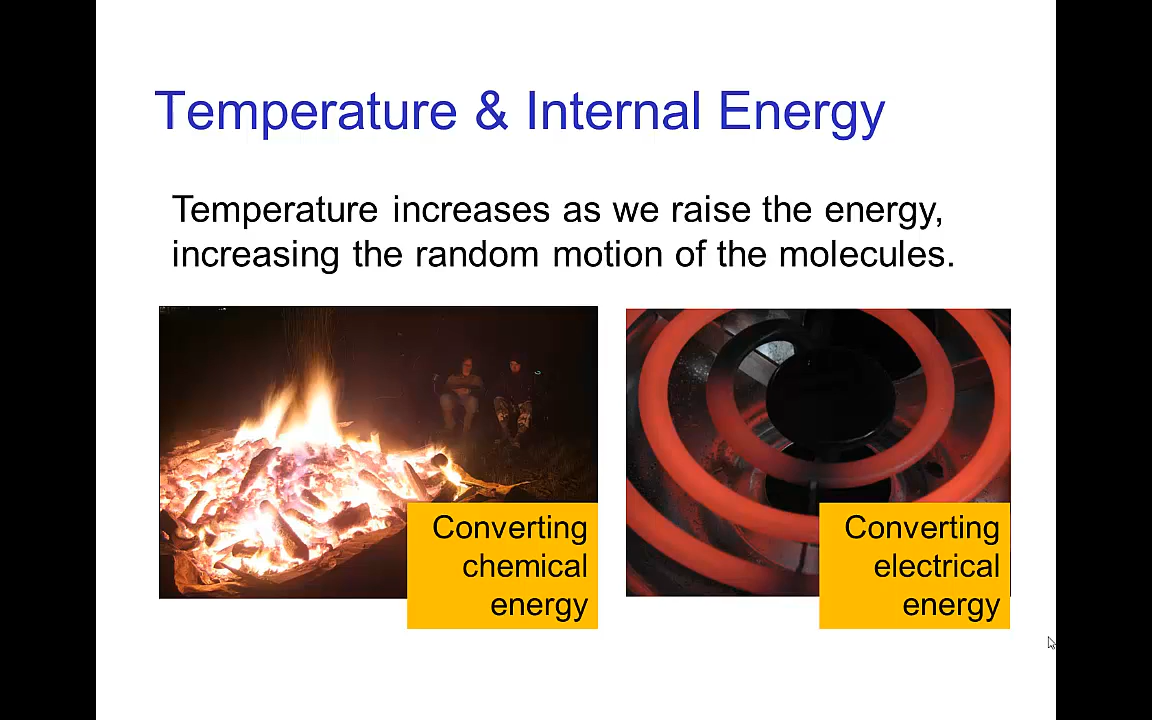 Temperature & Internal Energy
Temperature increases as we raise the energy,
increasing the random motion of the molecules.
Converting
chemical
energy
Converting
electrical
energy